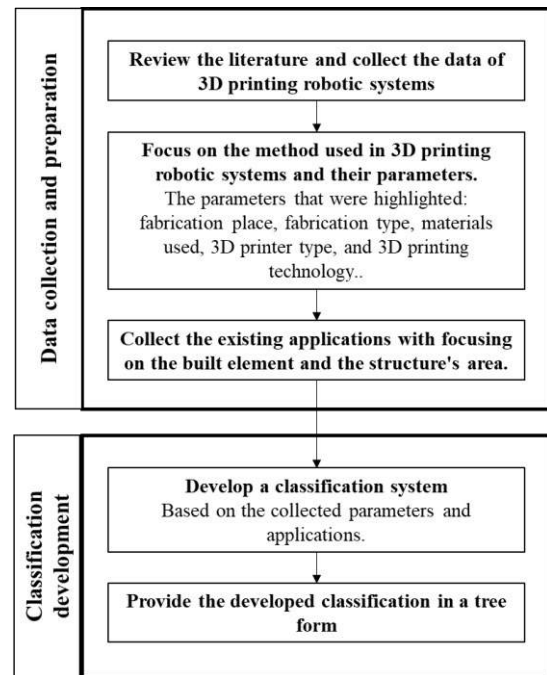 Data collection and preparation
Review the literature and collect the data of
3D printing robotic systems
Focus on the method used in 3D printing
robotic systems and their parameters.
The parameters that were highlighted:
fabrication place, fabrication type, materials
used, 3D printer type, and 3D printing
technology..
Collect the existing applications with focusing
on the built element and the structure's area.
Classification
development
Develop a classification system
Based on the collected parameters and
applications.
Provide the developed classification in a tree
form